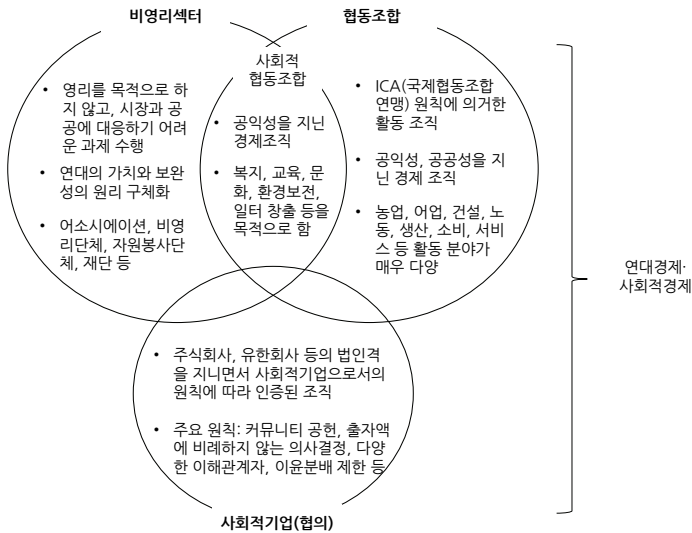 비영리섹터
협동조합
사회적
협동조합
• 영리를 목적으로 하
지 않고, 시장과 공
공에 대응하기 어려
운 과제 수행
• 연대의 가치와 보완
성의 원리 구체화
• 어소시에이션, 비영
리단체, 자원봉사단
체, 재단 등
• 공익성을 지닌
경제조직
• 복지, 교육, 문
화, 환경보전,
일터 창출 등을
목적으로 함
• ICA(국제협동조합
연맹) 원칙에 의거한
활동 조직
• 공익성, 공공성을 지
닌 경제 조직
• 농업, 어업, 건설, 노
동, 생산, 소비, 서비
스 등 활동 분야가
매우 다양
연대경제·
사회적경제
• 주식회사, 유한회사 등의 법인격
을 지니면서 사회적기업으로서의
원칙에 따라 인증된 조직
• 주요 원칙: 커뮤니티 공헌, 출자액
에 비례하지 않는 의사결정, 다양
한 이해관계자, 이윤분배 제한 등
사회적기업(협의)